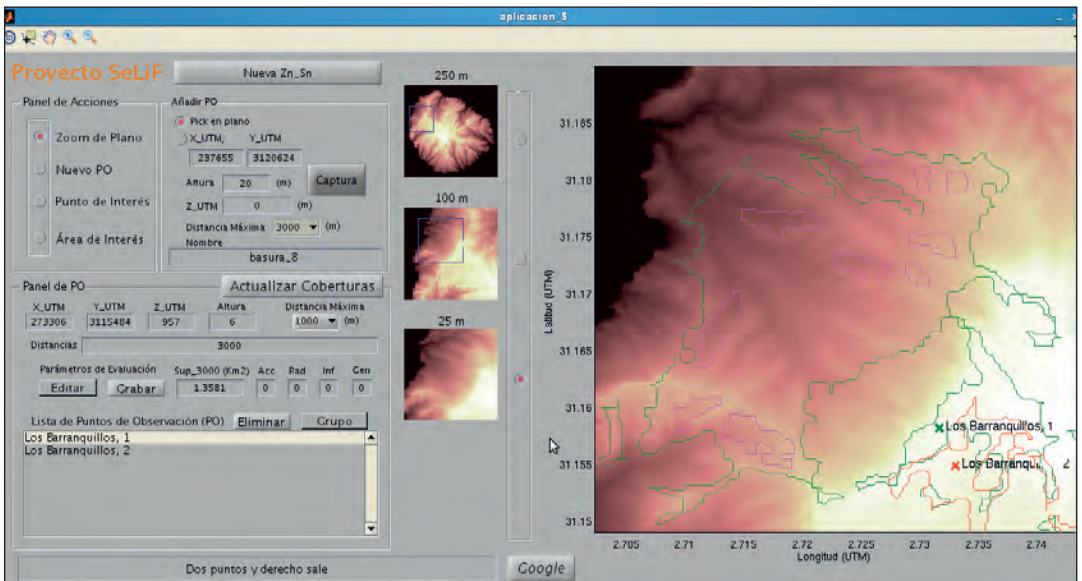 aplicacion_5
Proyecto SeLiF
Nueva Zn_Sn
Panel de Acciones
Zoom de Plano
Nuevo PO
Punto de Interés
Área de Interés
Añadir PO
Pick en plano
X_UTM, Y_UTM
237655 3120624
Altura 20 (m)
Captura
Z_UTM 0 (m)
Distancia Máxima 3000 (m)
Nombre
basura_8
Panel de PO
Actualizar Coberturas
X_UTM Y_UTM Z_UTM Altura Distancia Máxima
273306 3115484 957 6 1000 (m)
Distancias 3000
Parámetros de Evaluación Sup_3000 (Km2) Acc Rad Inf Gen
Editar Grabar 1.3581 0 0 0 0
Lista de Puntos de Observación (PO) Eliminar Grupo
Los Barranquillos, 1
Los Barranquillos, 2
Dos puntos y derecho sale
Google
250 m
100 m
25 m
Latitud (UTM)
31.185
31.18
31.175
31.17
31.165
31.16
31.155
31.15
Los Barranquillos, 1
Los Barranqu 2
2.705 2.71 2.715 2.72 2.725 2.73 2.735 2.74
Longitud (UTM)